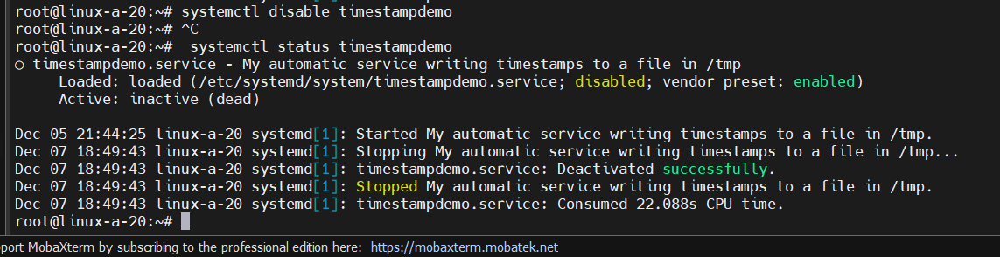 root@linux-a-20:~# systemctl disable timestampdemo
root@linux-a-20:~# ^C
root@linux-a-20:~#  systemctl status timestampdemo
○ timestampdemo.service - My automatic service writing timestamps to a file in /tmp
     Loaded: loaded (/etc/systemd/system/timestampdemo.service; disabled; vendor preset: enabled)
     Active: inactive (dead)

Dec 05 21:44:25 linux-a-20 systemd[1]: Started My automatic service writing timestamps to a file in /tmp.
Dec 07 18:49:43 linux-a-20 systemd[1]: Stopping My automatic service writing timestamps to a file in /tmp...
Dec 07 18:49:43 linux-a-20 systemd[1]: timestampdemo.service: Deactivated successfully.
Dec 07 18:49:43 linux-a-20 systemd[1]: Stopped My automatic service writing timestamps to a file in /tmp.
Dec 07 18:49:43 linux-a-20 systemd[1]: timestampdemo.service: Consumed 22.088s CPU time.
root@linux-a-20:~#
port MobaXterm by subscribing to the professional edition here: https://mobaxterm.mobatek.net